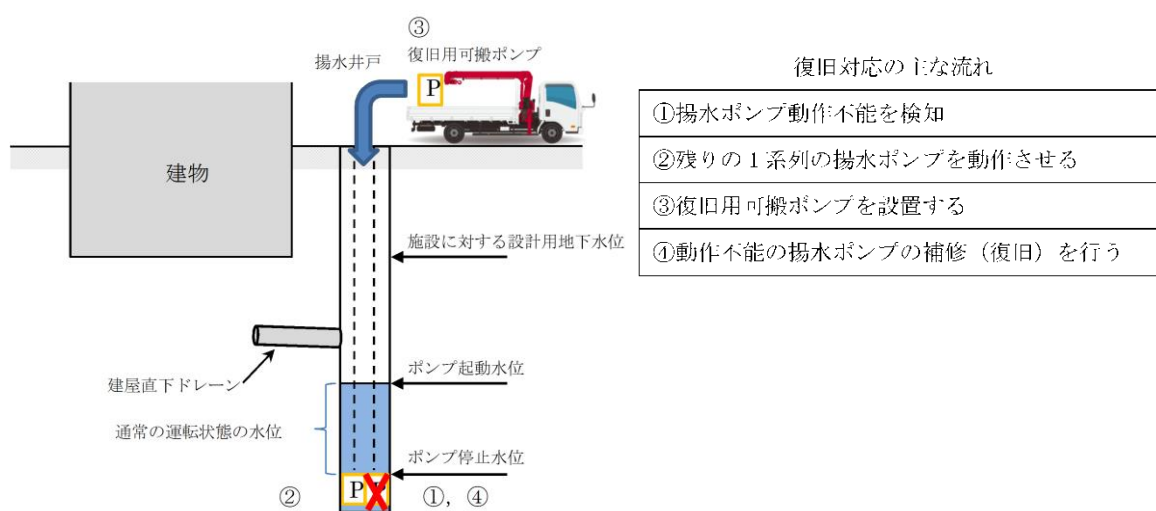 ③
復旧用可搬ポンプ
揚水井戸
P
建物
施設に対する設計用地下水位
建屋直下ドレーン
ポンプ起動水位
通常の運転状態の水位
ポンプ停止水位
②
P
P
①, ④
復旧対応の主な流れ
①揚水ポンプ動作不能を検知
②残りの1系列の揚水ポンプを動作させる
③復旧用可搬ポンプを設置する
④動作不能の揚水ポンプの補修（復旧）を行う